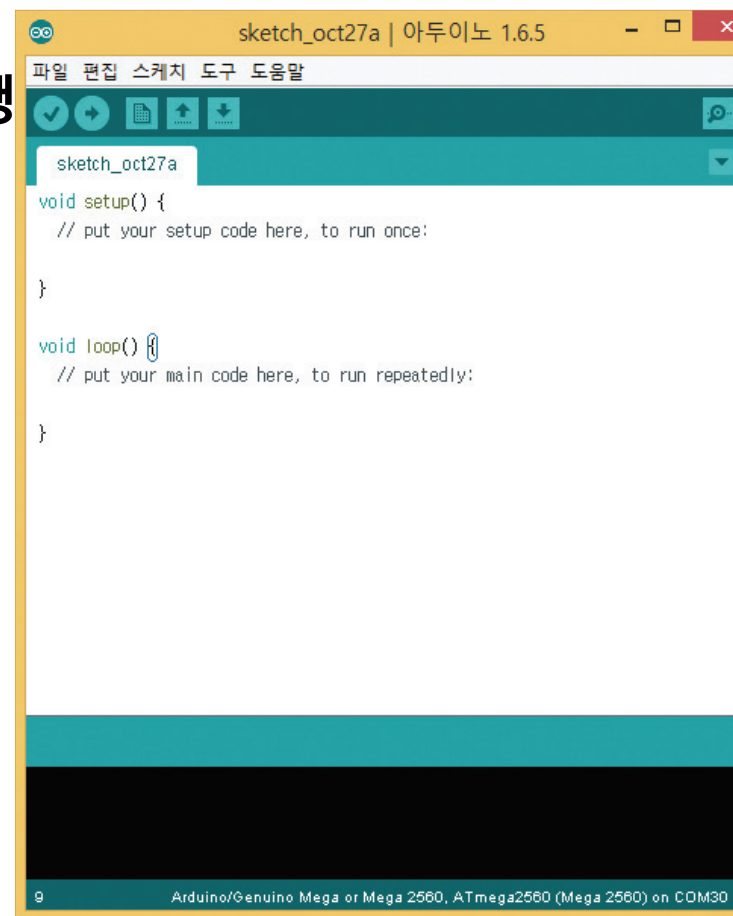 sketch_oct27a | 아두이노 1.6.5
파일 편집 스케치 도구 도움말
sketch_oct27a
void setup() {
// put your setup code here, to run once:
}
void loop() {
// put your main code here, to run repeatedly:
}
9 Arduino/Genuino Mega or Mega 2560, ATmega2560 (Mega 2560) on COM30